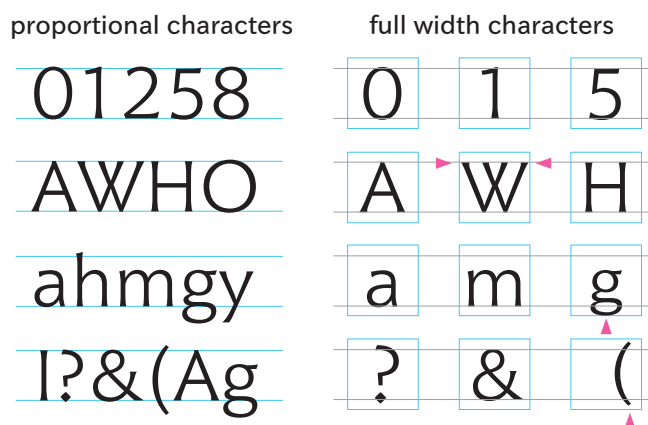 proportional characters full width characters
01258 0 1 5
AWHO A W H
ahmgy a m g
I?&(Ag ? & (